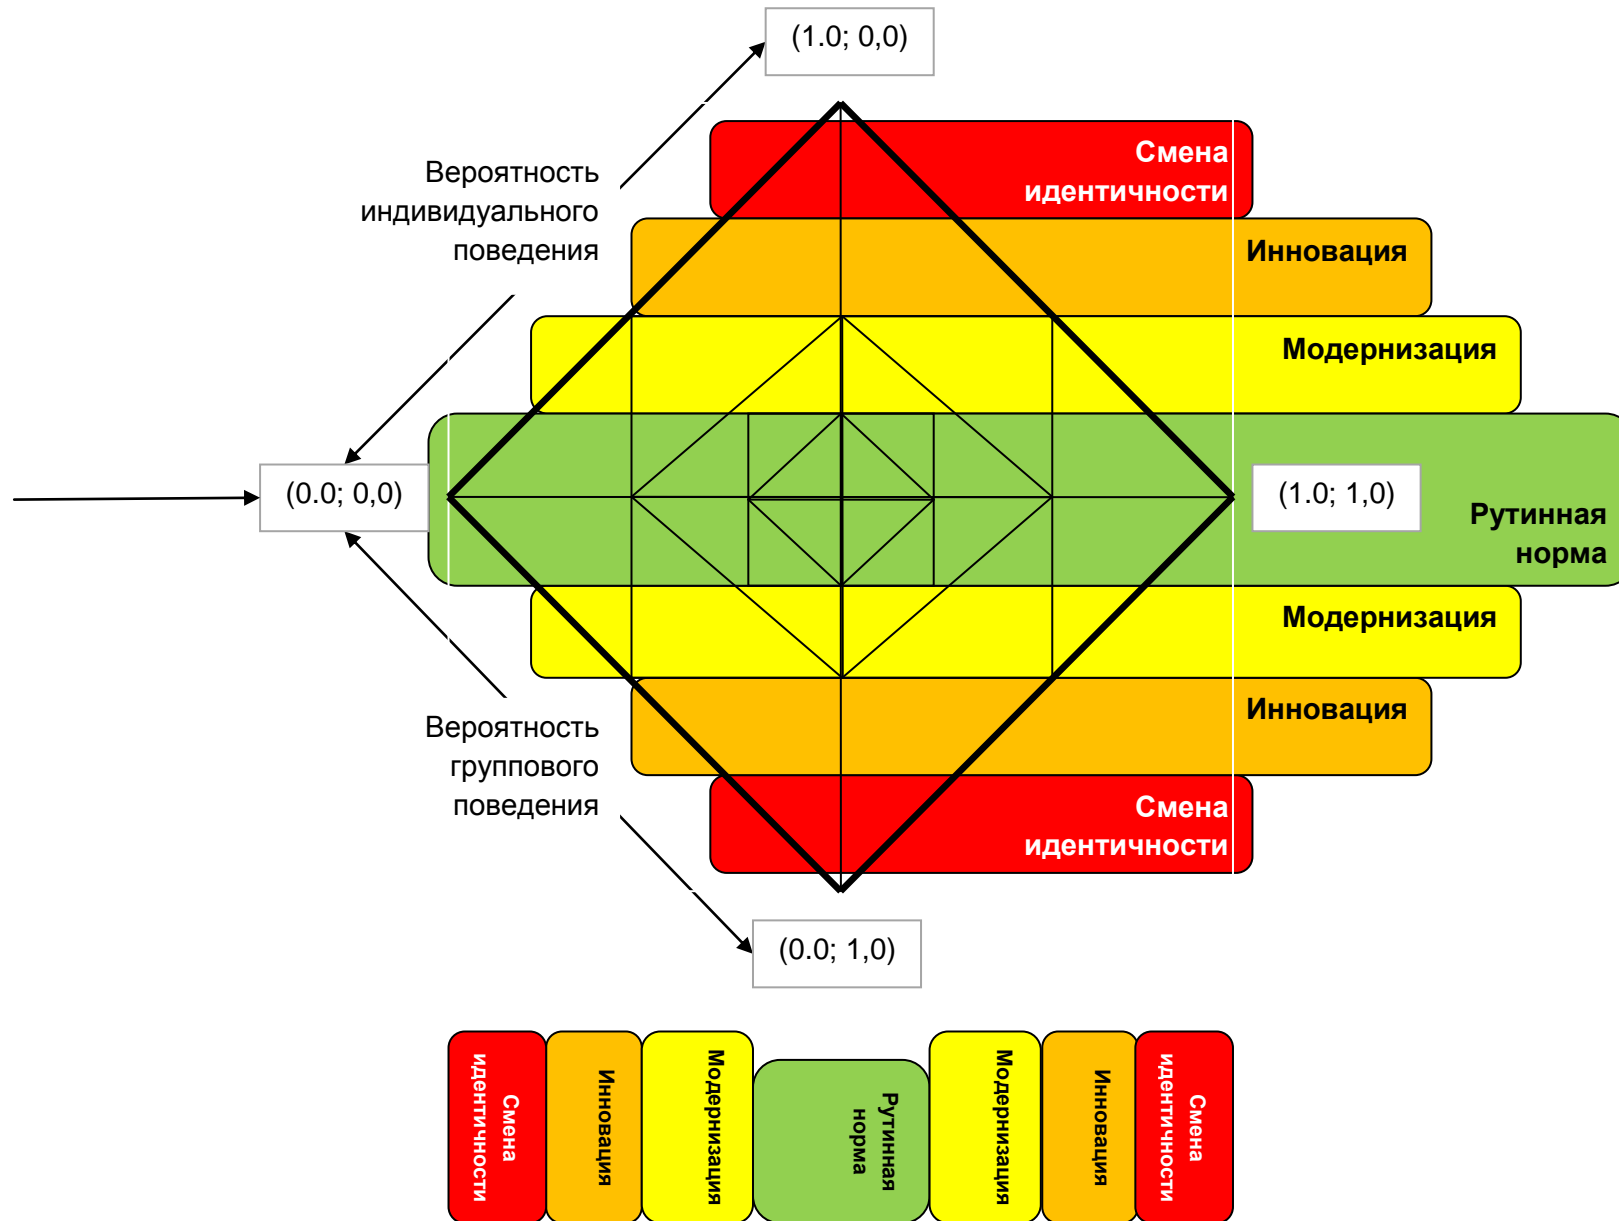 (1.0; 0,0)
Смена
идентичности
Вероятность
индивидуального
поведения
Инновация
Модернизация
(0.0; 0,0)
(1.0; 1,0)
Рутинная
норма
Модернизация
Инновация
Вероятность
группового
поведения
Смена
идентичности
(0.0; 1,0)
Смена
идентичности
Инновация
Модернизация
Рутинная
норма
Модернизация
Инновация
Смена
идентичности